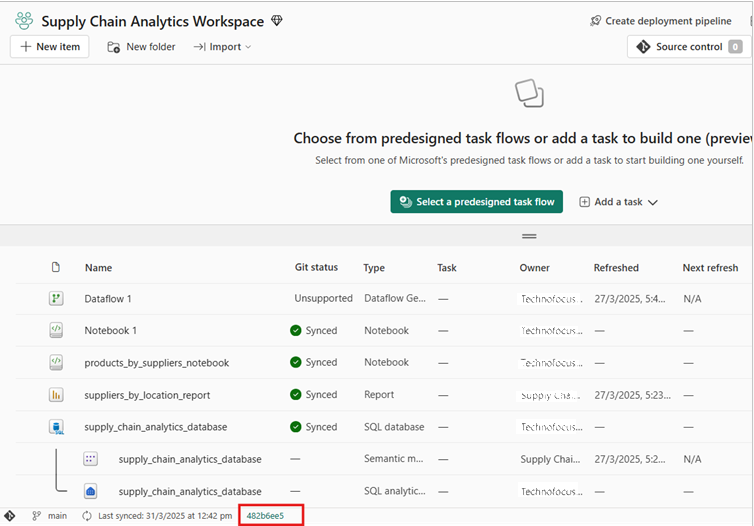 Supply Chain Analytics Workspace
Create deployment pipeline
New item New folder Import Source control 0
Choose from predesigned task flows or add a task to build one (preview
Select from one of Microsoft's predesigned task flows or add a task to start building one yourself.
Select a predesigned task flow Add a task
Name Git status Type Task Owner Refreshed Next refresh
Dataflow 1 Unsupported Dataflow Ge... — Technofocus... 27/3/2025, 5:4... N/A
Notebook 1 Synced Notebook — Technofocus... — —
products_by_suppliers_notebook Synced Notebook — Technofocus... — —
suppliers_by_location_report Synced Report — Supply Cha... 27/3/2025, 5:23... —
supply_chain_analytics_database Synced SQL database — Technofocus... — —
supply_chain_analytics_database — Semantic m... — Supply Chai... 27/3/2025, 5:2... N/A
supply_chain_analytics_database — SQL analytic... — Technofocus... — —
main Last synced: 31/3/2025 at 12:42 pm 482b6ee5